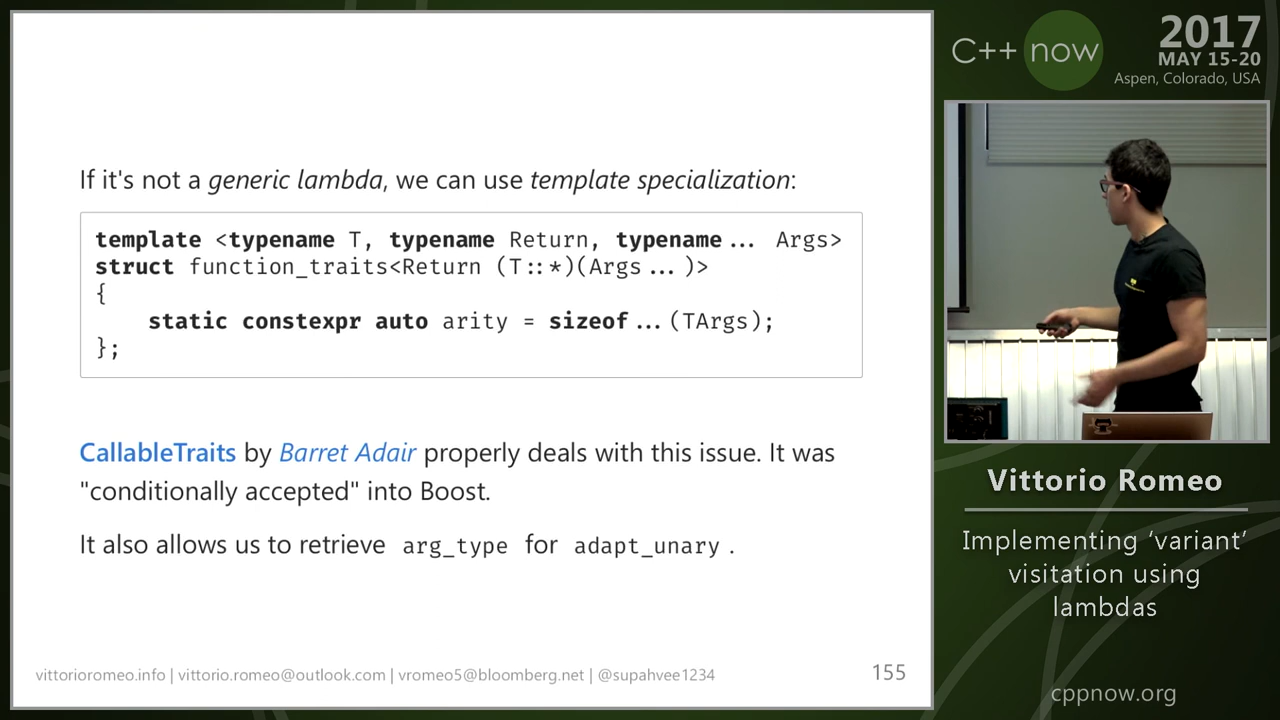 If it's not a generic lambda, we can use template specialization:
template <typename T, typename Return, typename... Args>
struct function_traits<Return (T::*)(Args...)>
{
    static constexpr auto arity = sizeof...(TArgs);
};
CallableTraits by Barret Adair properly deals with this issue. It was
"conditionally accepted" into Boost.
It also allows us to retrieve arg_type for adapt_unary .
vittorioromeo.info | vittorio.romeo@outlook.com | vromeo5@bloomberg.net | @supahvee1234
155
C++ now
2017
MAY 15-20
Aspen, Colorado, USA
Vittorio Romeo
Implementing ‘variant’
visitation using
lambdas
cppnow.org